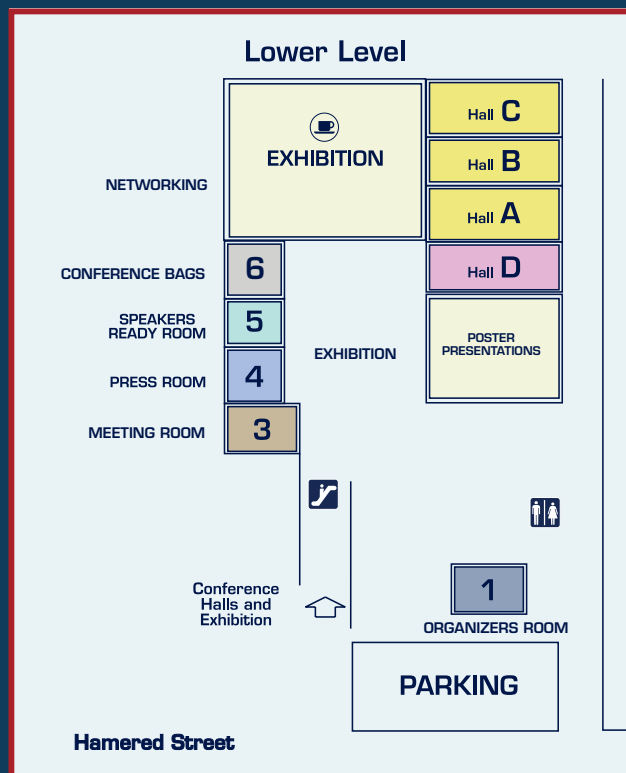 Lower Level
EXHIBITION
Hall C
Hall B
Hall A
Hall D
NETWORKING
CONFERENCE BAGS
6
SPEAKERS
READY ROOM
5
PRESS ROOM
4
MEETING ROOM
3
EXHIBITION
POSTER
PRESENTATIONS
Conference
Halls and
Exhibition
1
ORGANIZERS ROOM
PARKING
Hamered Street